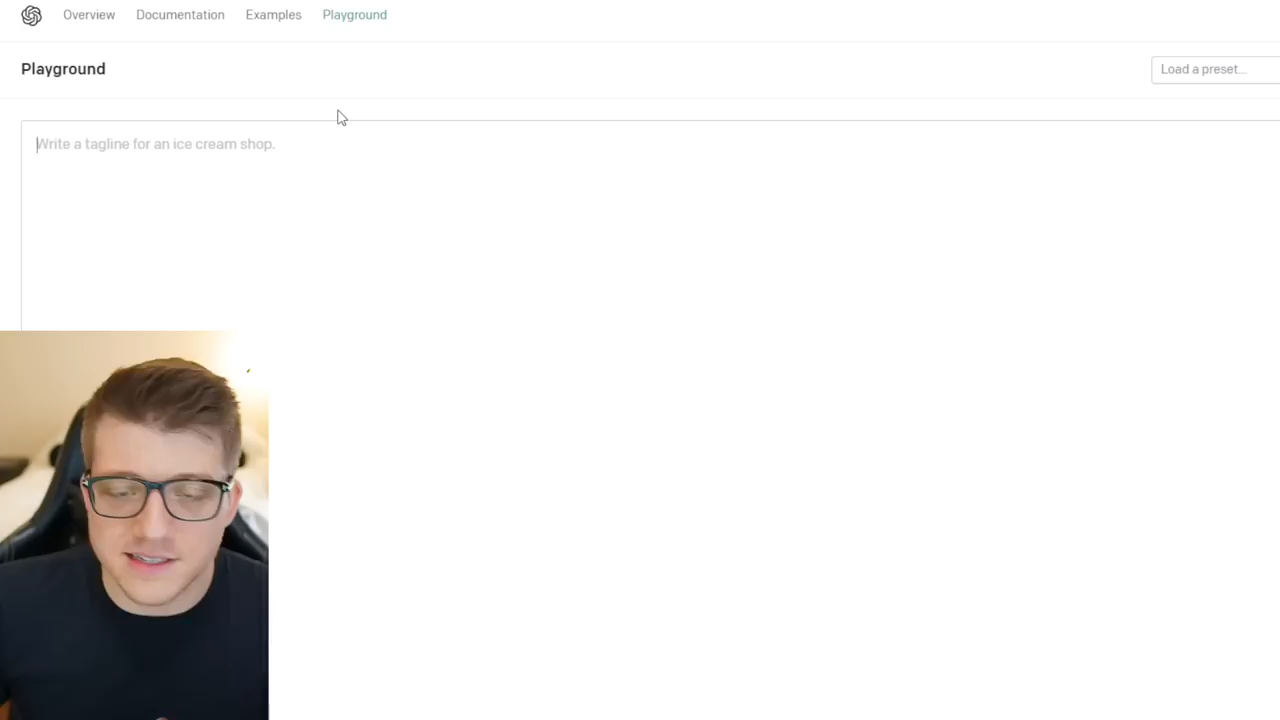 Overview Documentation Examples Playground
Playground
Load a preset...
Write a tagline for an ice cream shop.